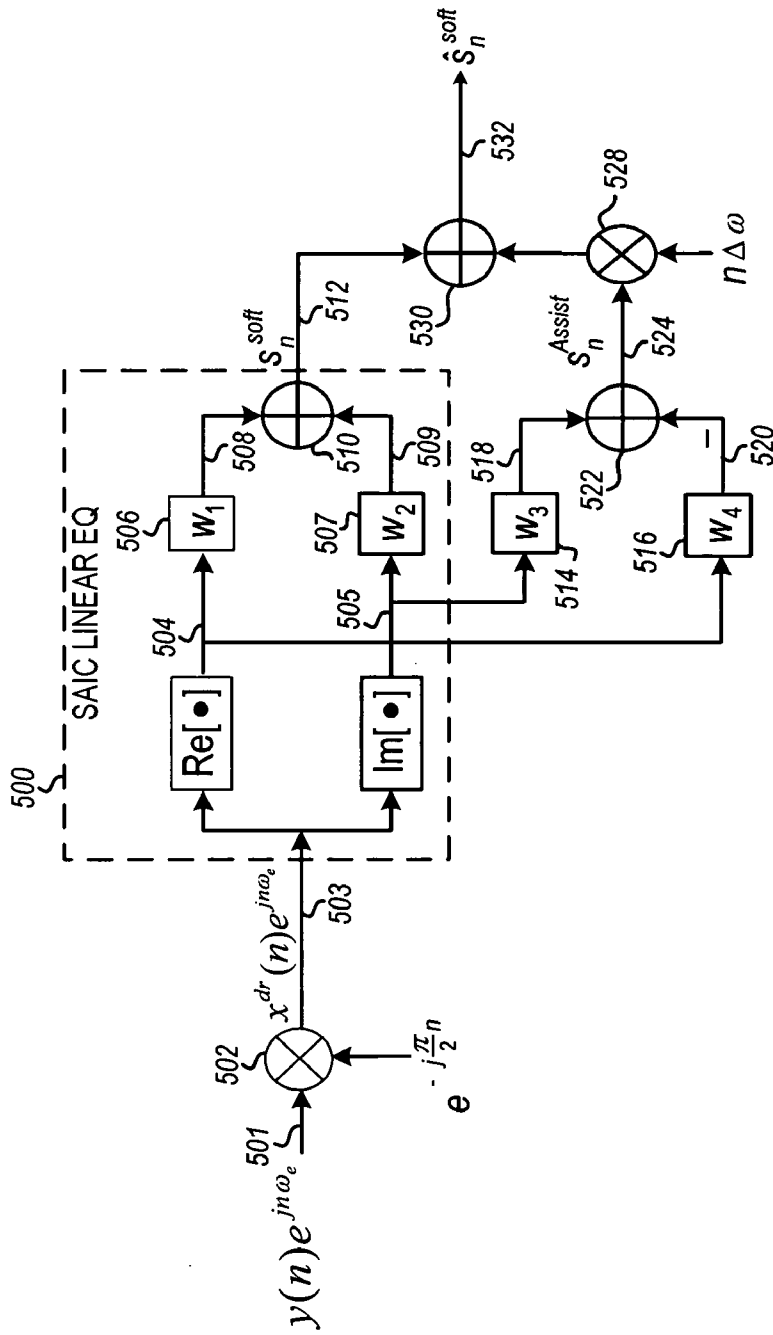 500
SAIC LINEAR EQ
y(n)e^{jnω_e}
501
502
e^{-j\frac{π}{2}n}
x^{dr}(n)e^{jnω_e}
503
Re[•]
Im[•]
504
505
506
w_1
507
w_2
508
509
510
s_n^{soft}
512
514
w_3
516
w_4
518
520
−
522
s_n^{Assist}
524
528
nΔω
530
532
ŝ_n^{soft}